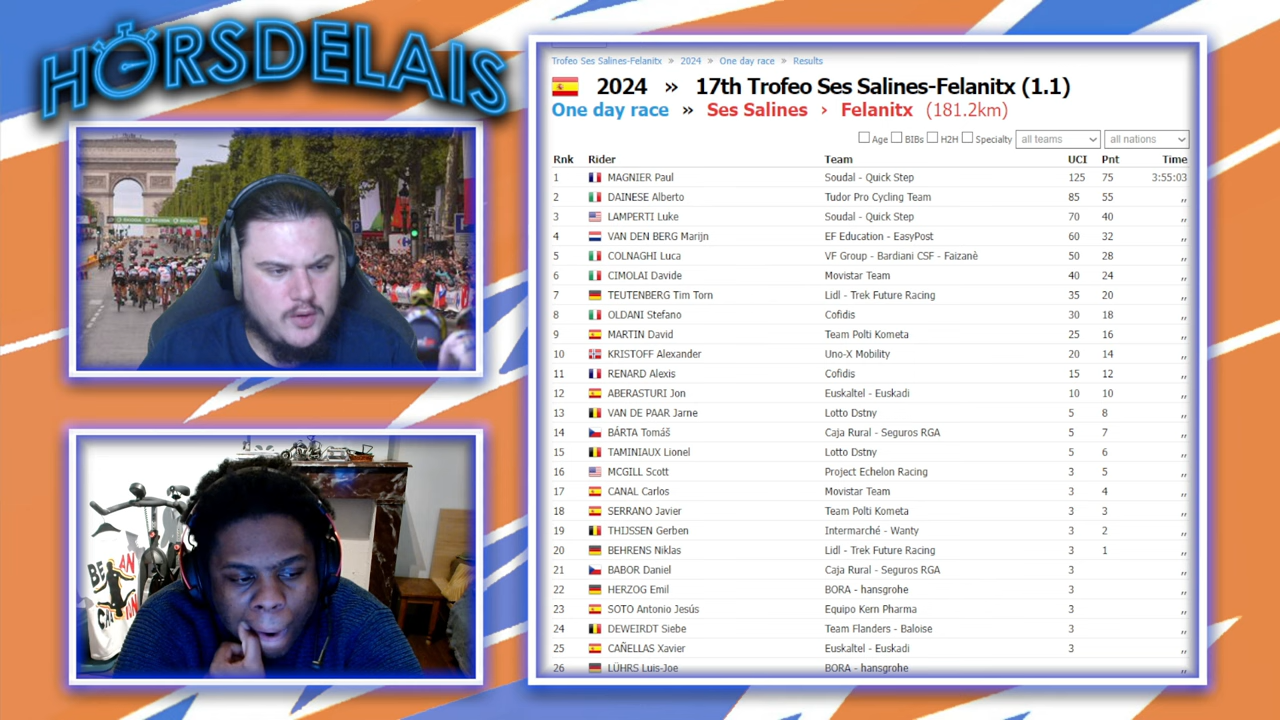 HORSDELAIS
Trofeo Ses Salines-Felanitx » 2024 » One day race » Results
2024 » 17th Trofeo Ses Salines-Felanitx (1.1)
One day race » Ses Salines › Felanitx (181.2km)
Age BIBs H2H Specialty all teams all nations
Rnk Rider Team UCI Pnt Time
1 MAGNIER Paul Soudal - Quick Step 125 75 3:55:03
2 DAINESE Alberto Tudor Pro Cycling Team 85 55 ,,
3 LAMPERTI Luke Soudal - Quick Step 70 40 ,,
4 VAN DEN BERG Marijn EF Education - EasyPost 60 32 ,,
5 COLNAGHI Luca VF Group - Bardiani CSF - Faizanè 50 28 ,,
6 CIMOLAI Davide Movistar Team 40 24 ,,
7 TEUTENBERG Tim Torn Lidl - Trek Future Racing 35 20 ,,
8 OLDANI Stefano Cofidis 30 18 ,,
9 MARTIN David Team Polti Kometa 25 16 ,,
10 KRISTOFF Alexander Uno-X Mobility 20 14 ,,
11 RENARD Alexis Cofidis 15 12 ,,
12 ABERASTURI Jon Euskaltel - Euskadi 10 10 ,,
13 VAN DE PAAR Jarne Lotto Dstny 5 8 ,,
14 BÁRTA Tomáš Caja Rural - Seguros RGA 5 7 ,,
15 TAMINIAUX Lionel Lotto Dstny 5 6 ,,
16 MCGILL Scott Project Echelon Racing 3 5 ,,
17 CANAL Carlos Movistar Team 3 4 ,,
18 SERRANO Javier Team Polti Kometa 3 3 ,,
19 THIJSSEN Gerben Intermarché - Wanty 3 2 ,,
20 BEHRENS Niklas Lidl - Trek Future Racing 3 1 ,,
21 BABOR Daniel Caja Rural - Seguros RGA 3 ,,
22 HERZOG Emil BORA - hansgrohe 3 ,,
23 SOTO Antonio Jesús Equipo Kern Pharma 3 ,,
24 DEWEIRDT Siebe Team Flanders - Baloise 3 ,,
25 CAÑELLAS Xavier Euskaltel - Euskadi 3 ,,
26 LÜHRS Luis-Joe BORA - hansgrohe ,,
BE AN